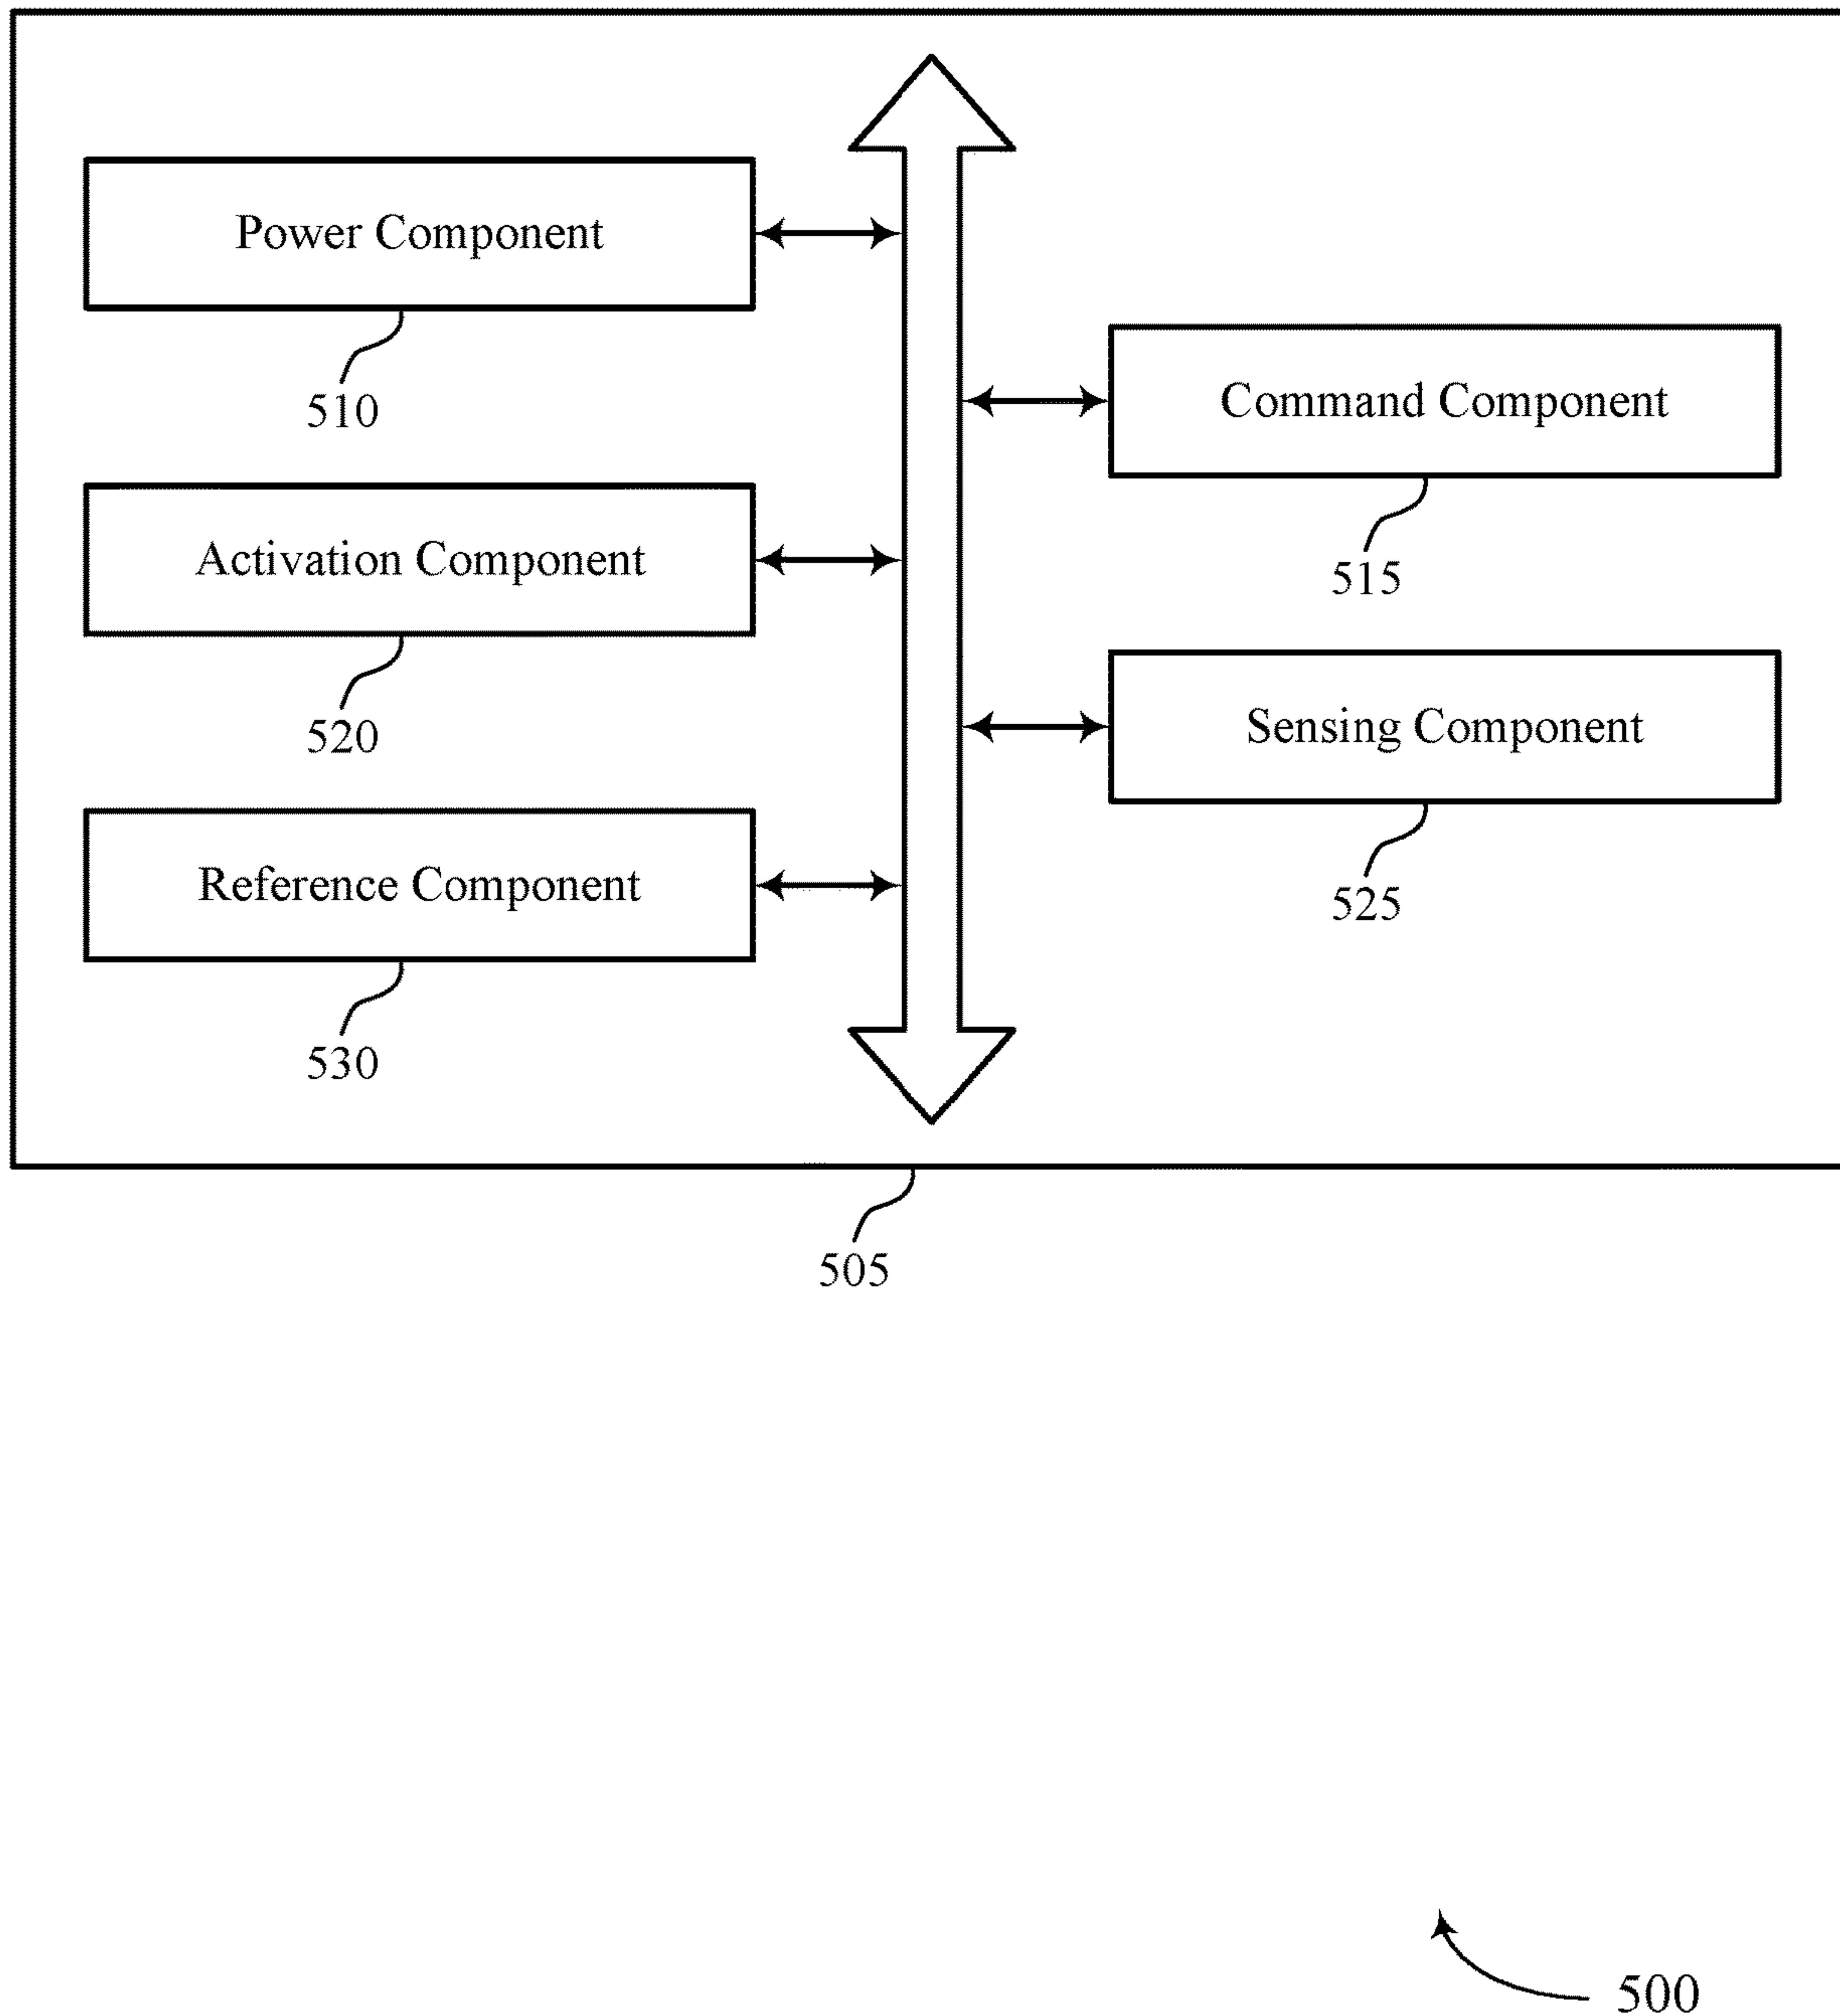 Power Component
510
Command Component
515
Activation Component
520
Sensing Component
525
Reference Component
530
505
500